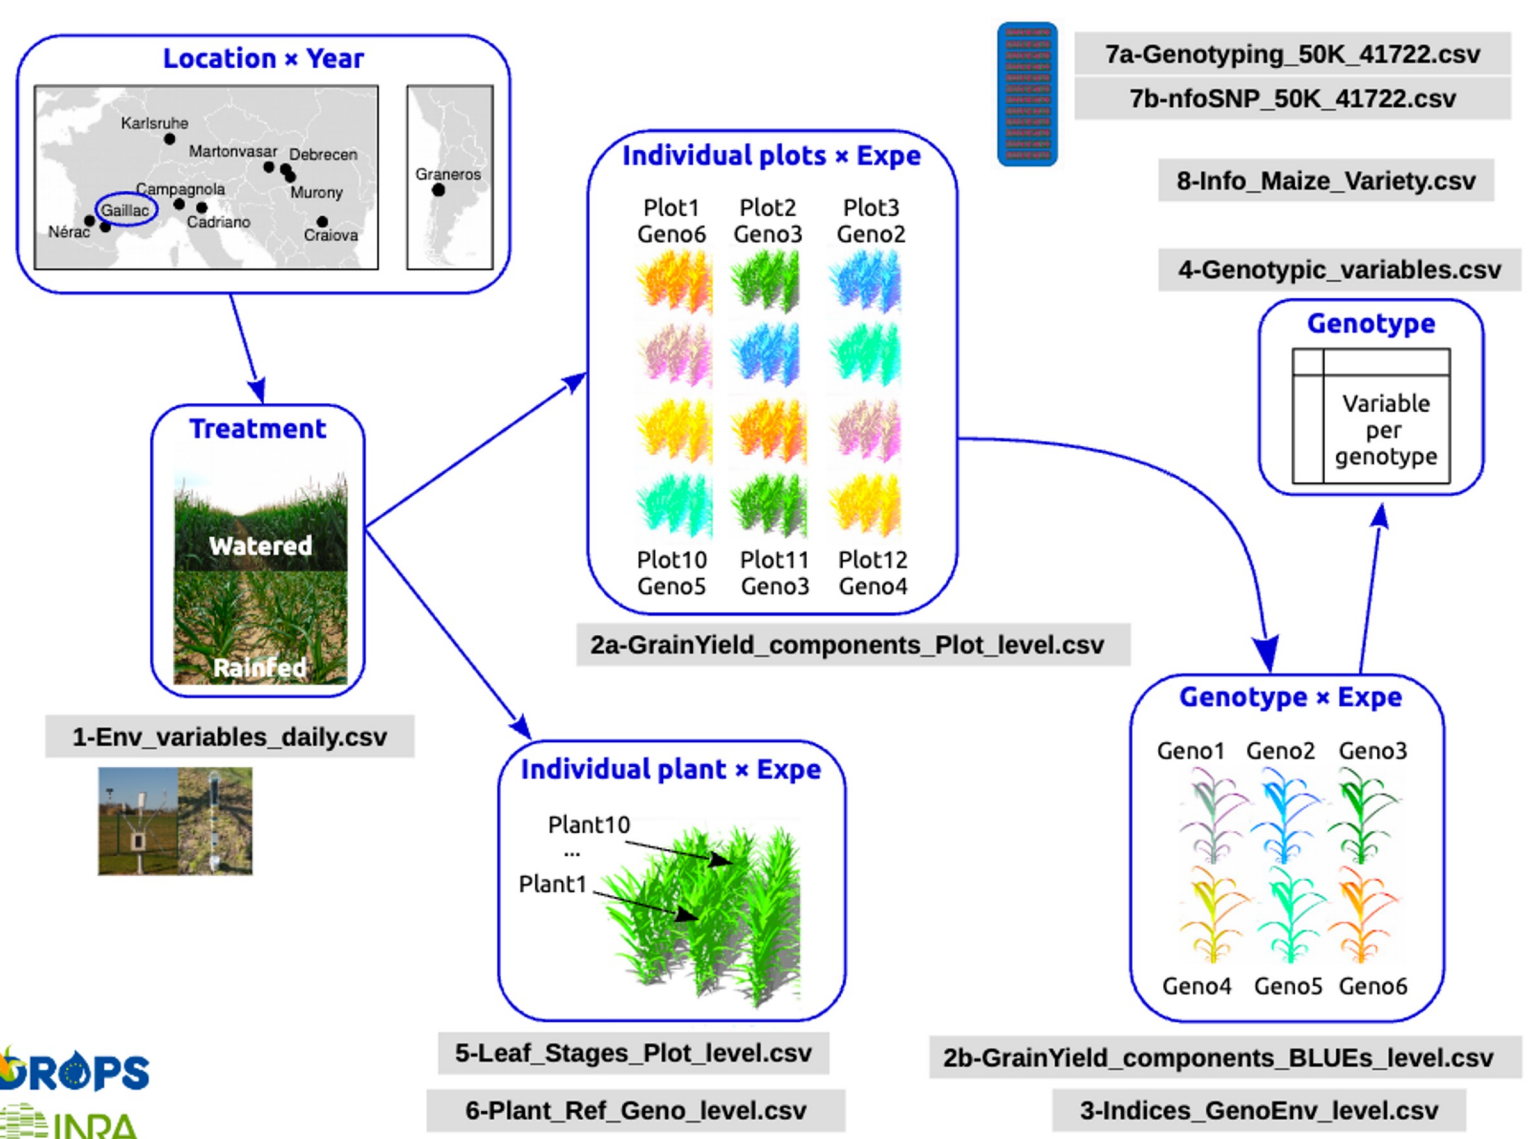 Location × Year
Karlsruhe
Martonvasar
Debrecen
Murony
Campagnola
Gaillac
Cadriano
Nérac
Craiova
Graneros
Treatment
Watered
Rainfed
1-Env_variables_daily.csv
Individual plots × Expe
Plot1 Plot2 Plot3
Geno6 Geno3 Geno2
Plot10 Plot11 Plot12
Geno5 Geno3 Geno4
2a-GrainYield_components_Plot_level.csv
Individual plant × Expe
Plant10
...
Plant1
5-Leaf_Stages_Plot_level.csv
6-Plant_Ref_Geno_level.csv
7a-Genotyping_50K_41722.csv
7b-nfoSNP_50K_41722.csv
8-Info_Maize_Variety.csv
4-Genotypic_variables.csv
Genotype
Variable
per
genotype
Genotype × Expe
Geno1 Geno2 Geno3
Geno4 Geno5 Geno6
2b-GrainYield_components_BLUEs_level.csv
3-Indices_GenoEnv_level.csv
DROPS
INRA